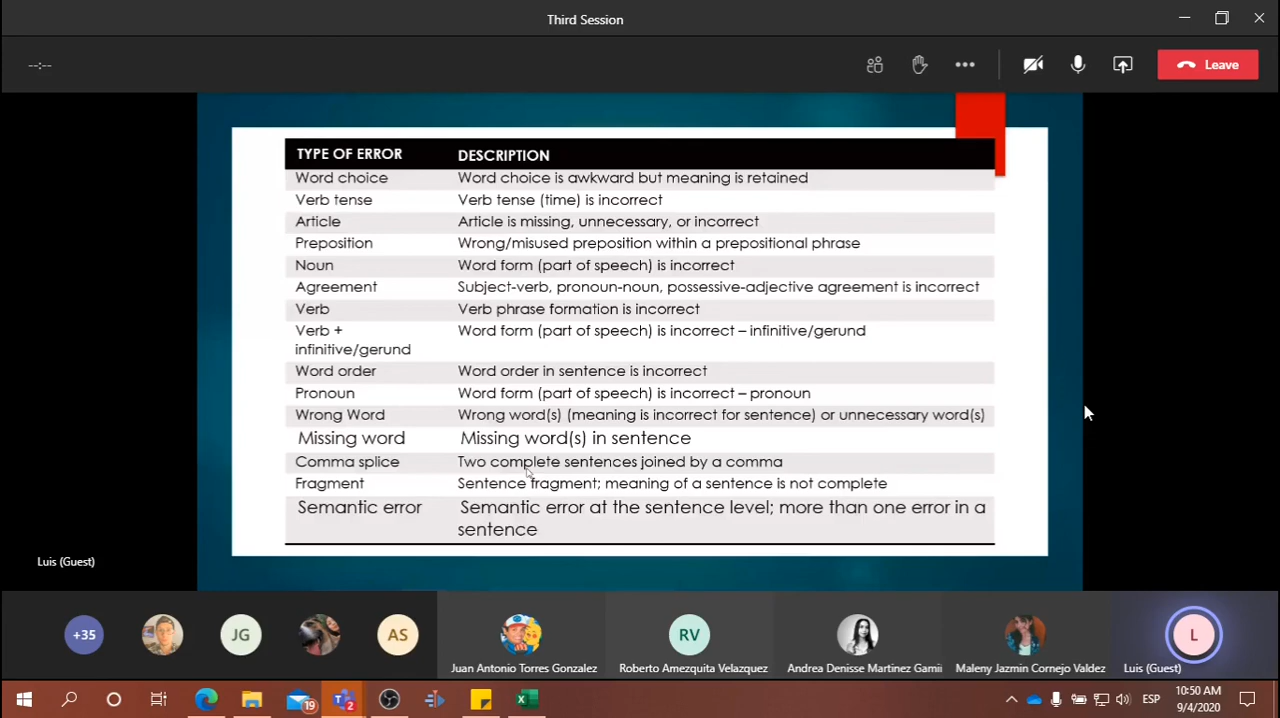 Third Session
--:--
Leave
TYPE OF ERROR DESCRIPTION
Word choice Word choice is awkward but meaning is retained
Verb tense Verb tense (time) is incorrect
Article Article is missing, unnecessary, or incorrect
Preposition Wrong/misused preposition within a prepositional phrase
Noun Word form (part of speech) is incorrect
Agreement Subject-verb, pronoun-noun, possessive-adjective agreement is incorrect
Verb Verb phrase formation is incorrect
Verb + Word form (part of speech) is incorrect – infinitive/gerund
infinitive/gerund
Word order Word order in sentence is incorrect
Pronoun Word form (part of speech) is incorrect – pronoun
Wrong Word Wrong word(s) (meaning is incorrect for sentence) or unnecessary word(s)
Missing word Missing word(s) in sentence
Comma splice Two complete sentences joined by a comma
Fragment Sentence fragment; meaning of a sentence is not complete
Semantic error Semantic error at the sentence level; more than one error in a
sentence
Luis (Guest)
+35 JG AS RV L
Juan Antonio Torres Gonzalez Roberto Amezquita Velazquez Andrea Denisse Martinez Gamii Maleny Jazmin Cornejo Valdez Luis (Guest)
19 2 ESP 10:50 AM
9/4/2020